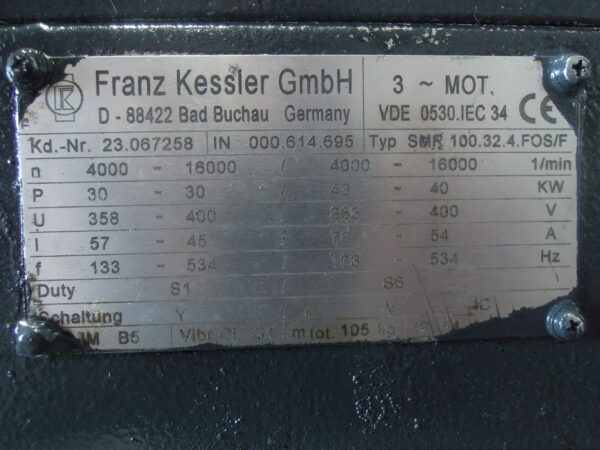 Franz Kessler GmbH
D - 88422 Bad Buchau Germany
3 ~ MOT.
VDE 0530.IEC 34 CE
Kd.-Nr. 23.067258 IN 000.614.695 Typ SMR 100.32.4.FOS/F
n 4000 - 16000 / 4000 - 16000 1/min
P 30 - 30 / 40 - 40 KW
U 358 - 400 / - 400 V
I 57 - 45 / - 54 A
f 133 - 534 / 133 - 534 Hz
Duty S1 / S6
Schaltung Y / Y
IM B5 Vibr.Cl. m tot. 105 kg